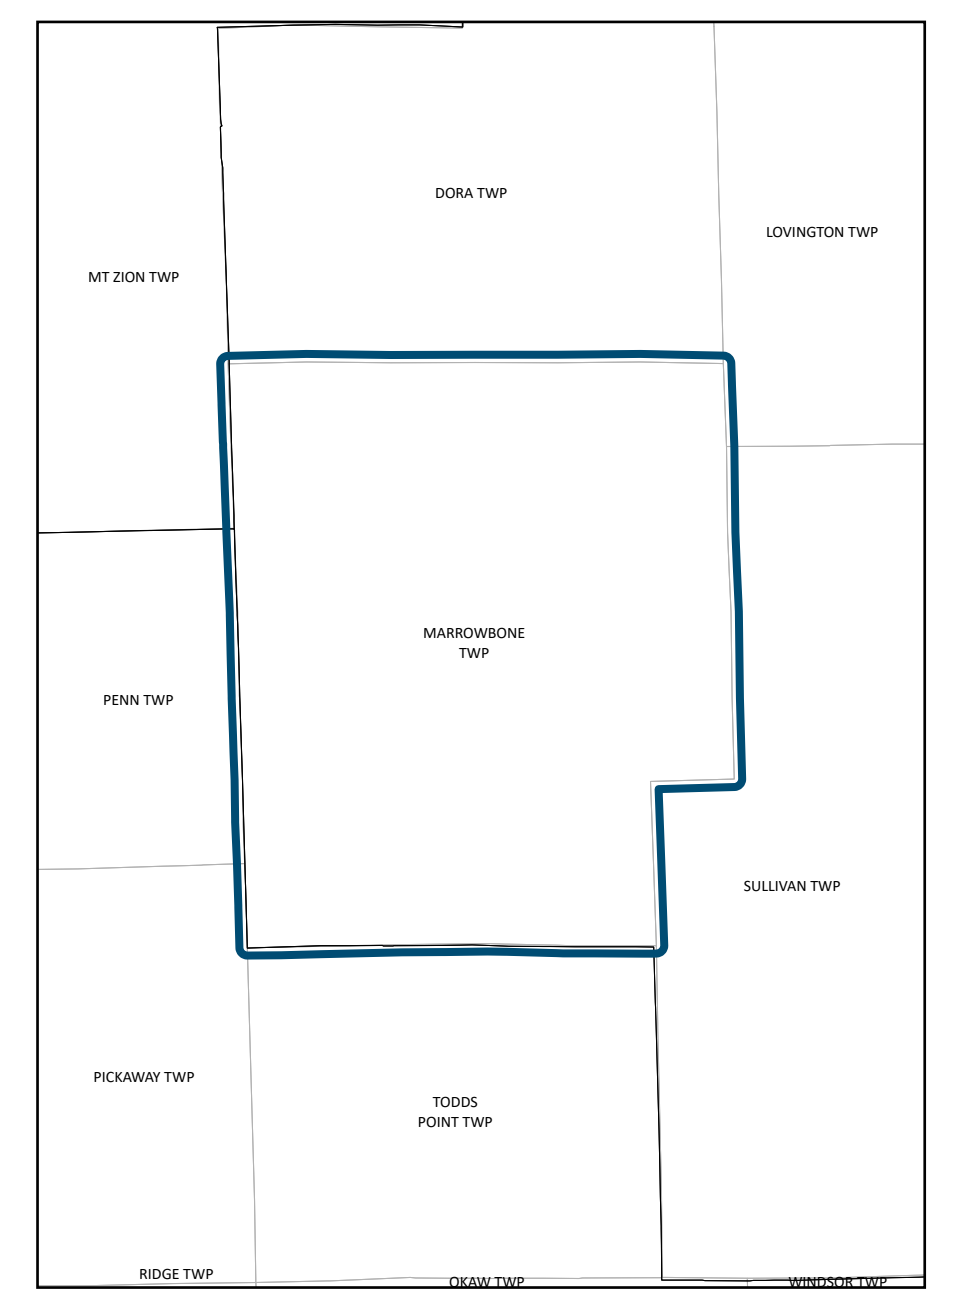 DORA TWP
LOVINGTON TWP
MT ZION TWP
MARROWBONE
TWP
PENN TWP
SULLIVAN TWP
PICKAWAY TWP
TODDS
POINT TWP
RIDGE TWP
OKAW TWP
WINDSOR TWP